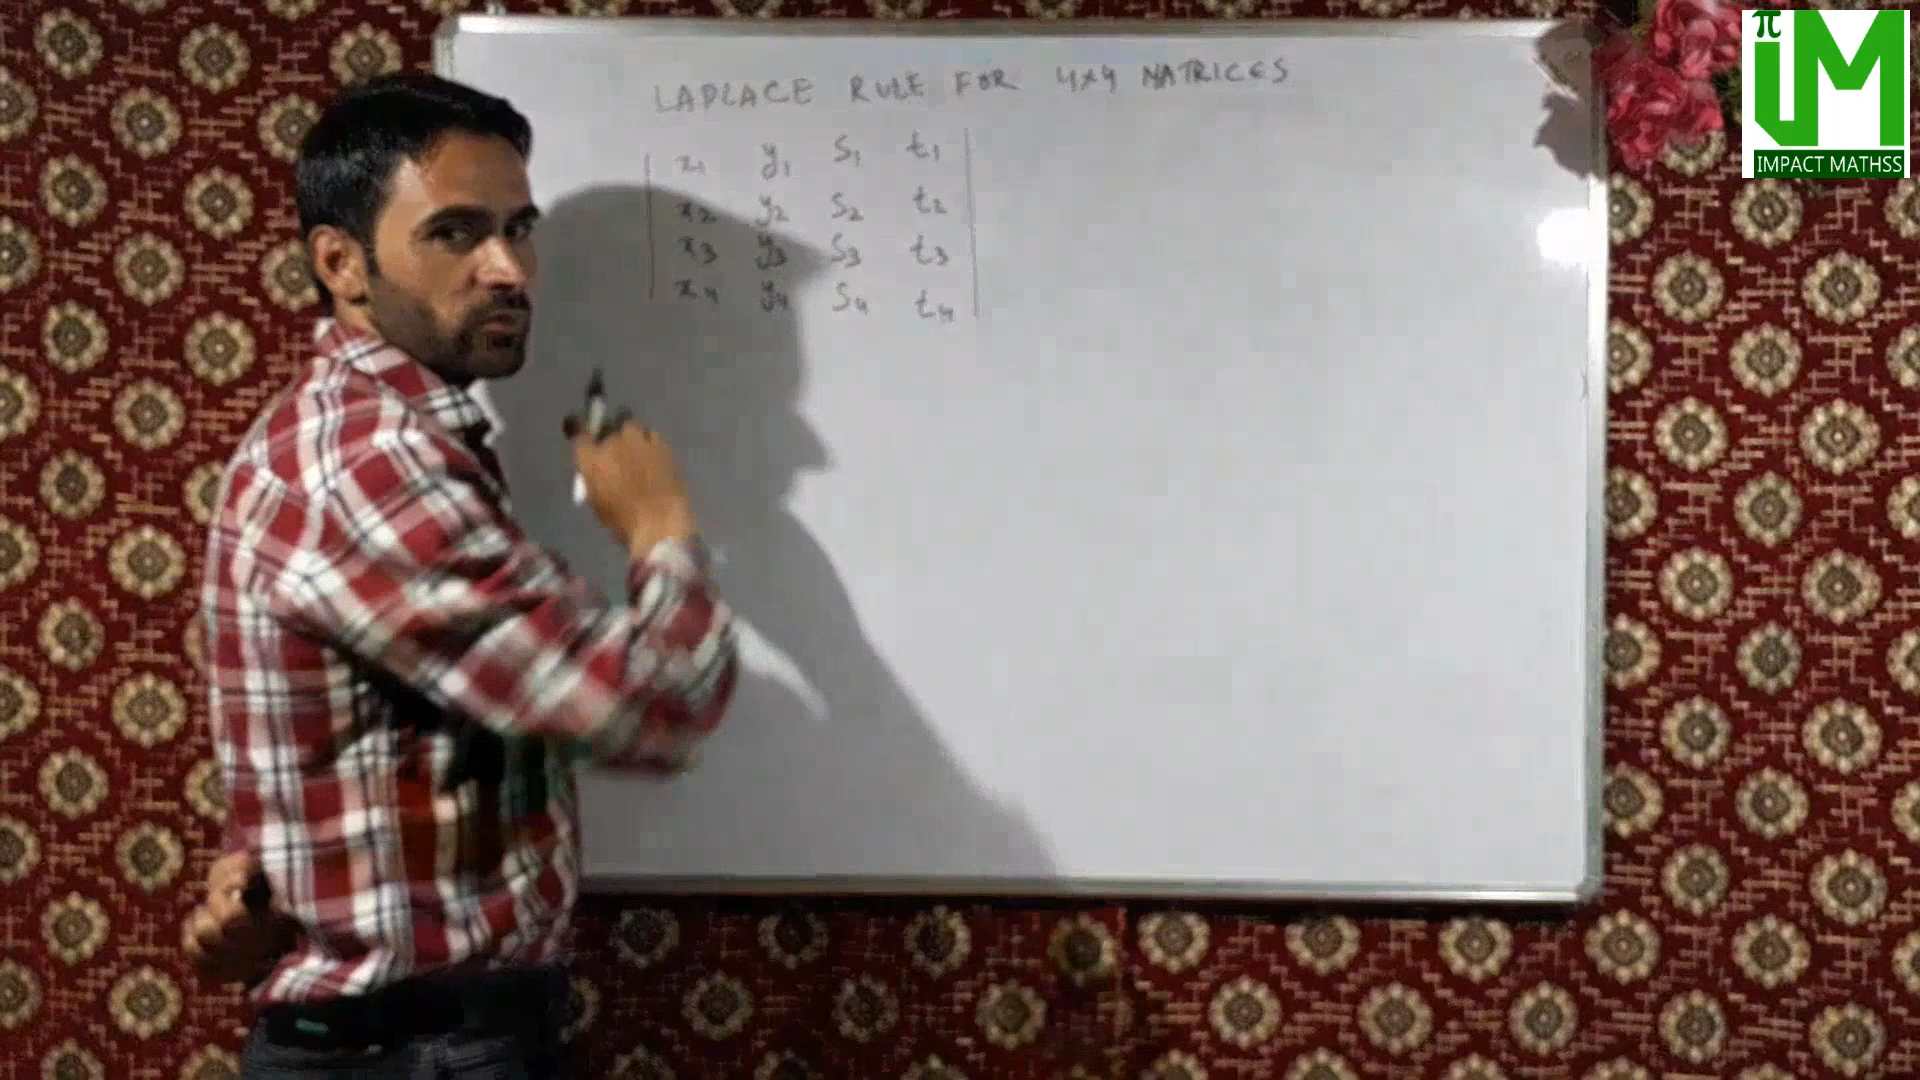 LAPLACE RULE FOR 4x4 MATRICES
x1 y1 S1 t1
x2 y2 S2 t2
x3 y3 S3 t3
x4 y4 S4 t4
π iM
IMPACT MATHSS